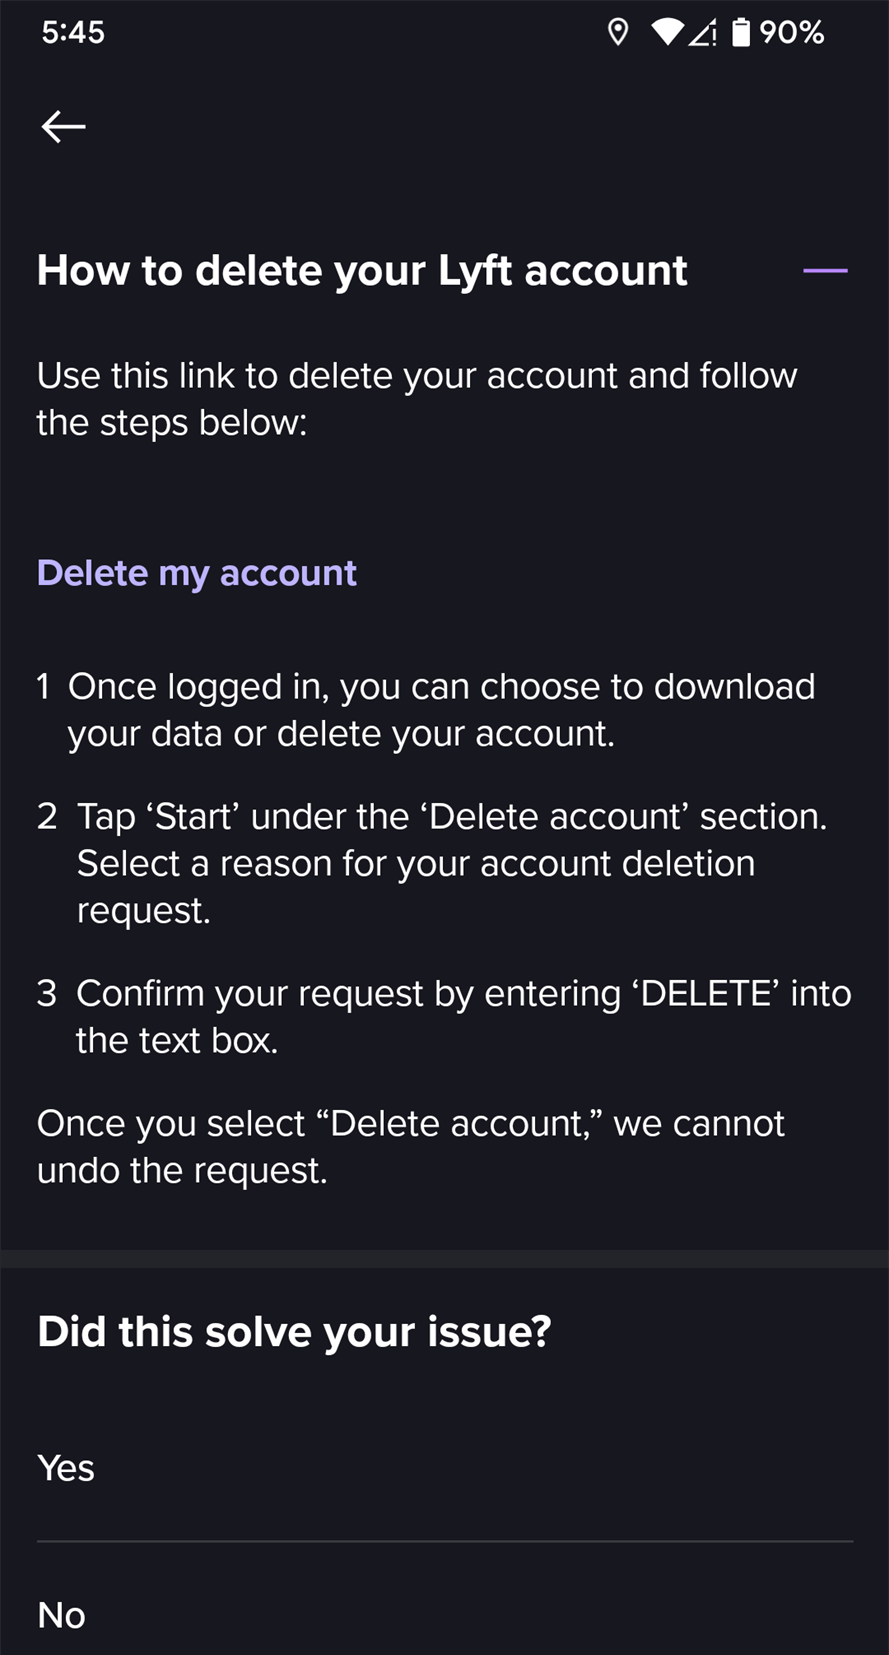 5:45 90%
How to delete your Lyft account
Use this link to delete your account and follow
the steps below:
Delete my account
1 Once logged in, you can choose to download
your data or delete your account.
2 Tap ‘Start’ under the ‘Delete account’ section.
Select a reason for your account deletion
request.
3 Confirm your request by entering ‘DELETE’ into
the text box.
Once you select “Delete account,” we cannot
undo the request.
Did this solve your issue?
Yes
No